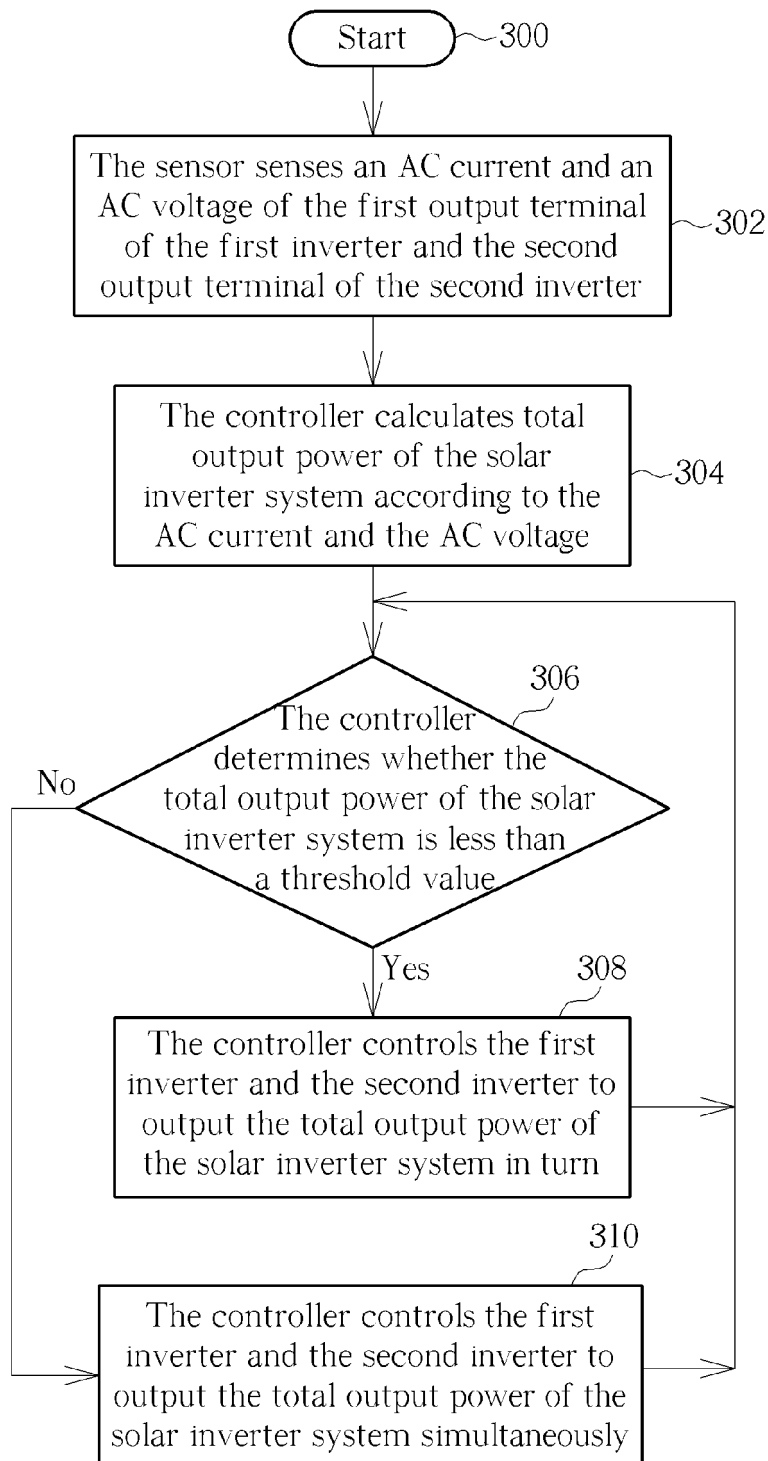 Start
300
The sensor senses an AC current and an
AC voltage of the first output terminal
of the first inverter and the second
output terminal of the second inverter
302
The controller calculates total
output power of the solar
inverter system according to the
AC current and the AC voltage
304
306
The controller
determines whether the
total output power of the solar
inverter system is less than
a threshold value
No
Yes
308
The controller controls the first
inverter and the second inverter to
output the total output power of
the solar inverter system in turn
310
The controller controls the first
inverter and the second inverter to
output the total output power of the
solar inverter system simultaneously